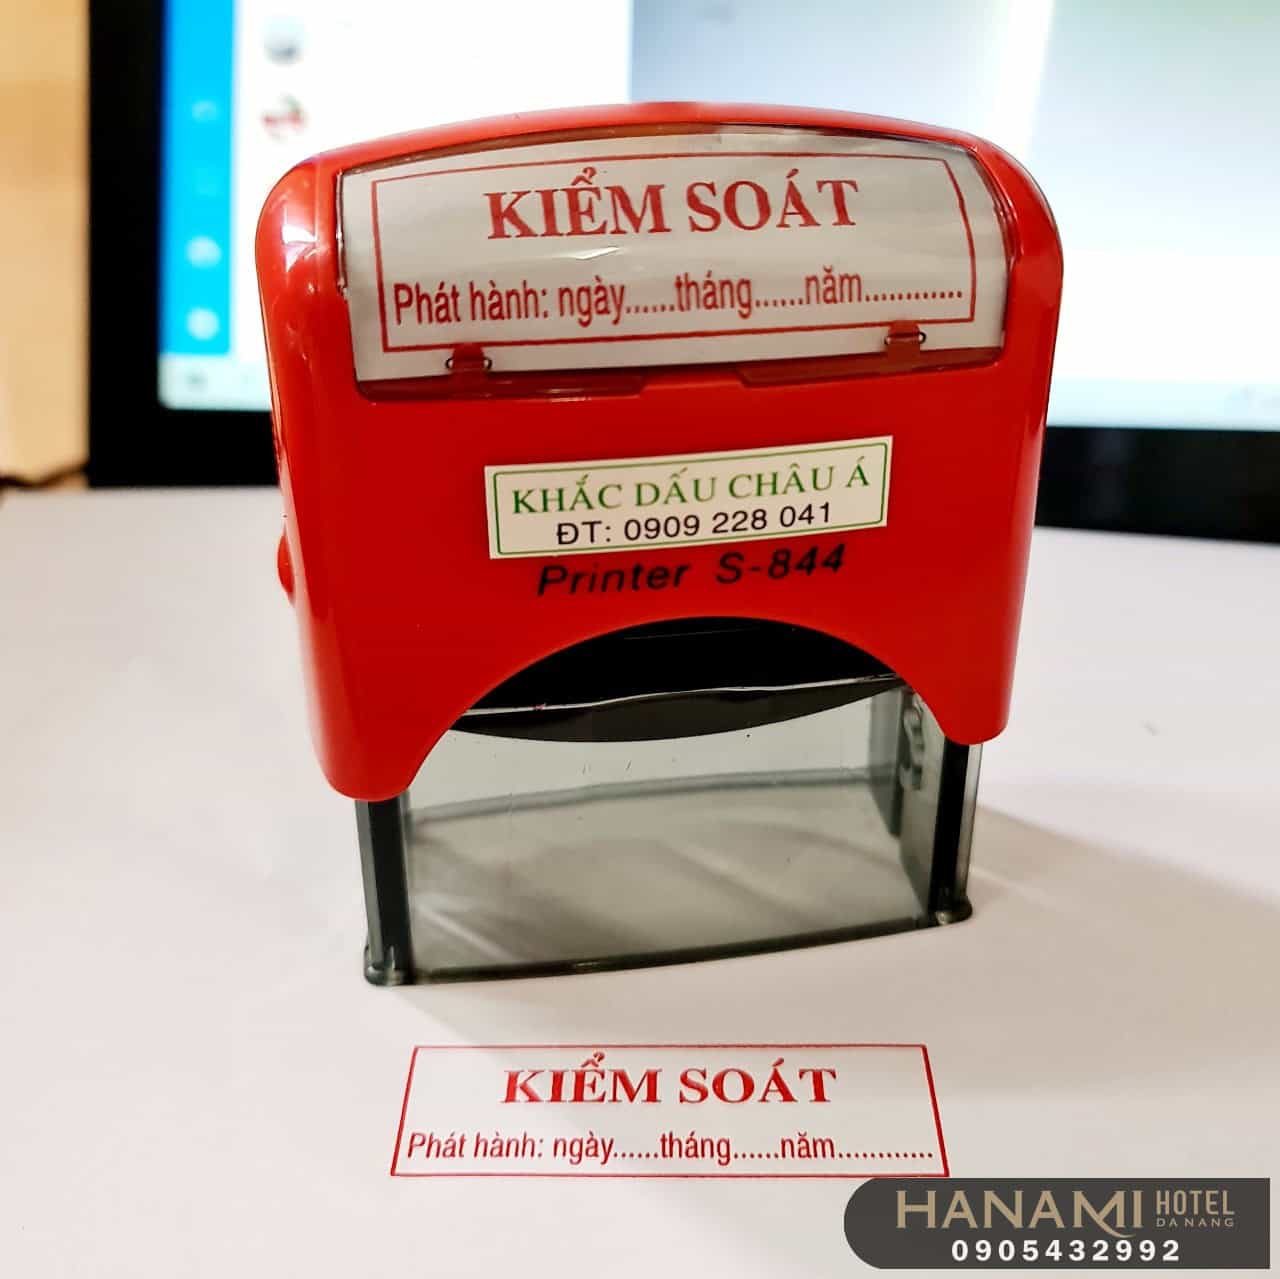 KIỂM SOÁT
Phát hành: ngày......tháng......năm............
KHẮC DẤU CHÂU Á
ĐT: 0909 228 041
Printer S-844
KIỂM SOÁT
Phát hành: ngày......tháng......năm............
HANAMI HOTEL
DA NANG
0905432992